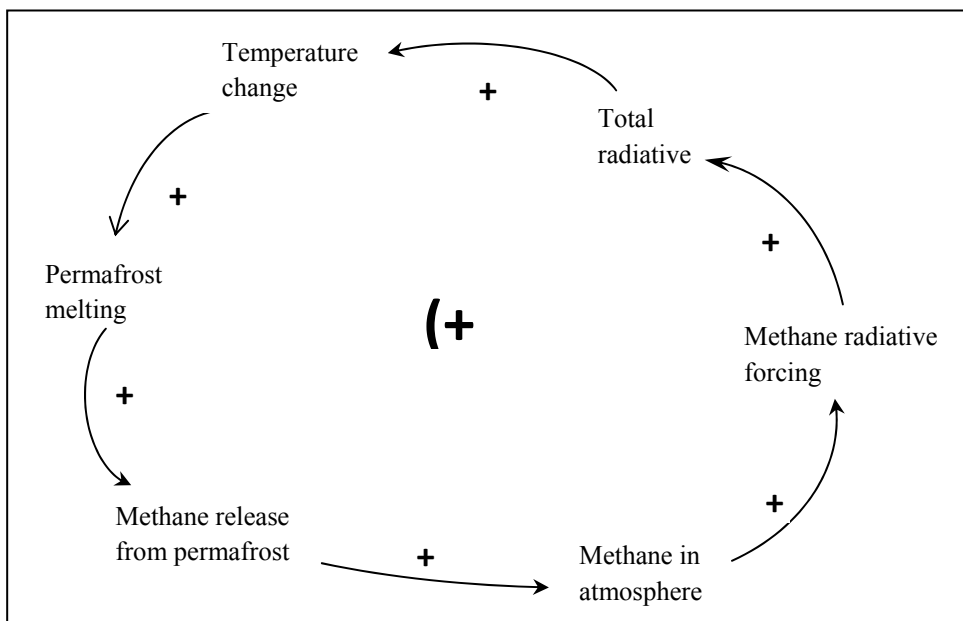 Temperature
change
+
Total
radiative
+
+
Permafrost
melting
(+
Methane radiative
forcing
+
+
Methane release
from permafrost
+
Methane in
atmosphere